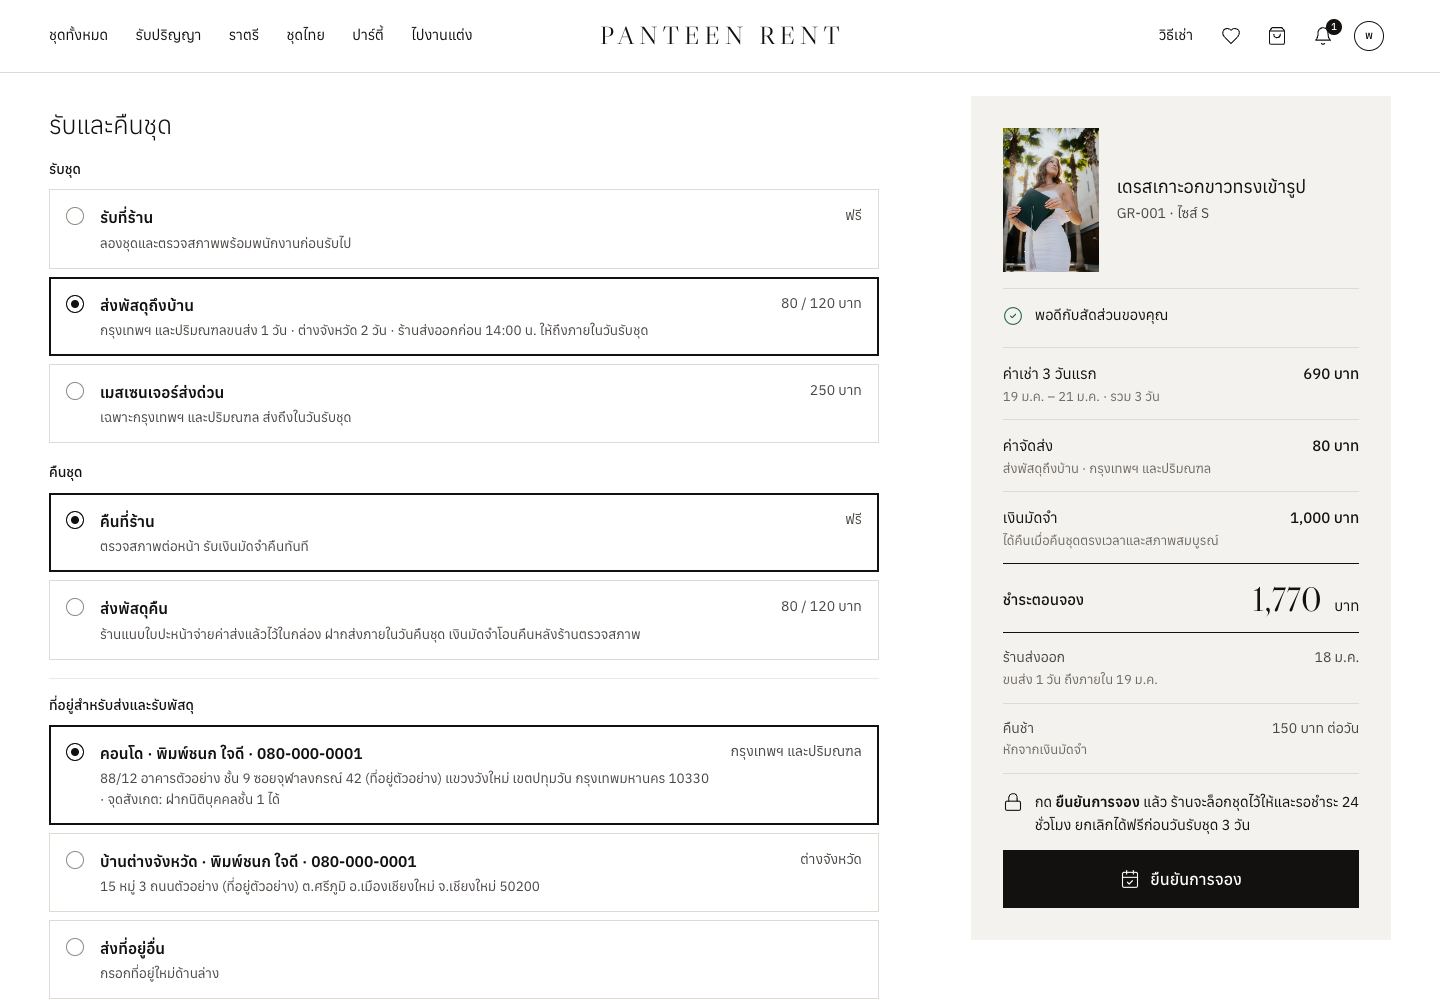 ชุดทั้งหมด
รับปริญญา
ราตรี
ชุดไทย
ปาร์ตี้
ไปงานแต่ง
PANTEEN RENT
วิธีเช่า
1
พ
รับและคืนชุด
รับชุด
รับที่ร้าน
ฟรี
ลองชุดและตรวจสภาพพร้อมพนักงานก่อนรับไป
ส่งพัสดุถึงบ้าน
80 / 120 บาท
กรุงเทพฯ และปริมณฑลขนส่ง 1 วัน · ต่างจังหวัด 2 วัน · ร้านส่งออกก่อน 14:00 น. ให้ถึงภายในวันรับชุด
เมสเซนเจอร์ส่งด่วน
250 บาท
เฉพาะกรุงเทพฯ และปริมณฑล ส่งถึงในวันรับชุด
คืนชุด
คืนที่ร้าน
ฟรี
ตรวจสภาพต่อหน้า รับเงินมัดจำคืนทันที
ส่งพัสดุคืน
80 / 120 บาท
ร้านแนบใบปะหน้าจ่ายค่าส่งแล้วไว้ในกล่อง ฝากส่งภายในวันคืนชุด เงินมัดจำโอนคืนหลังร้านตรวจสภาพ
ที่อยู่สำหรับส่งและรับพัสดุ
คอนโด · พิมพ์ชนก ใจดี · 080-000-0001
กรุงเทพฯ และปริมณฑล
88/12 อาคารตัวอย่าง ชั้น 9 ซอยจุฬาลงกรณ์ 42 (ที่อยู่ตัวอย่าง) แขวงวังใหม่ เขตปทุมวัน กรุงเทพมหานคร 10330
· จุดสังเกต: ฝากนิติบุคคลชั้น 1 ได้
บ้านต่างจังหวัด · พิมพ์ชนก ใจดี · 080-000-0001
ต่างจังหวัด
15 หมู่ 3 ถนนตัวอย่าง (ที่อยู่ตัวอย่าง) ต.ศรีภูมิ อ.เมืองเชียงใหม่ จ.เชียงใหม่ 50200
ส่งที่อยู่อื่น
กรอกที่อยู่ใหม่ด้านล่าง
เดรสเกาะอกขาวทรงเข้ารูป
GR-001 · ไซส์ S
พอดีกับสัดส่วนของคุณ
ค่าเช่า 3 วันแรก
690 บาท
19 ม.ค. – 21 ม.ค. · รวม 3 วัน
ค่าจัดส่ง
80 บาท
ส่งพัสดุถึงบ้าน · กรุงเทพฯ และปริมณฑล
เงินมัดจำ
1,000 บาท
ได้คืนเมื่อคืนชุดตรงเวลาและสภาพสมบูรณ์
ชำระตอนจอง
1,770 บาท
ร้านส่งออก
18 ม.ค.
ขนส่ง 1 วัน ถึงภายใน 19 ม.ค.
คืนช้า
150 บาท ต่อวัน
หักจากเงินมัดจำ
กด ยืนยันการจอง แล้ว ร้านจะล็อกชุดไว้ให้และรอชำระ 24
ชั่วโมง ยกเลิกได้ฟรีก่อนวันรับชุด 3 วัน
ยืนยันการจอง